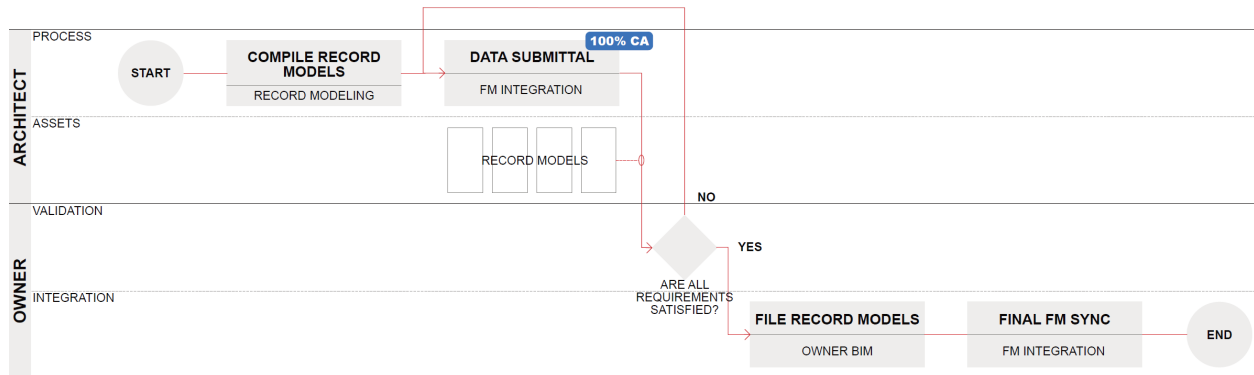 ARCHITECT
PROCESS
START
COMPILE RECORD
MODELS
RECORD MODELING
100% CA
DATA SUBMITTAL
FM INTEGRATION
ASSETS
RECORD MODELS
OWNER
VALIDATION
NO
YES
ARE ALL
REQUIREMENTS
SATISFIED?
INTEGRATION
FILE RECORD MODELS
OWNER BIM
FINAL FM SYNC
FM INTEGRATION
END